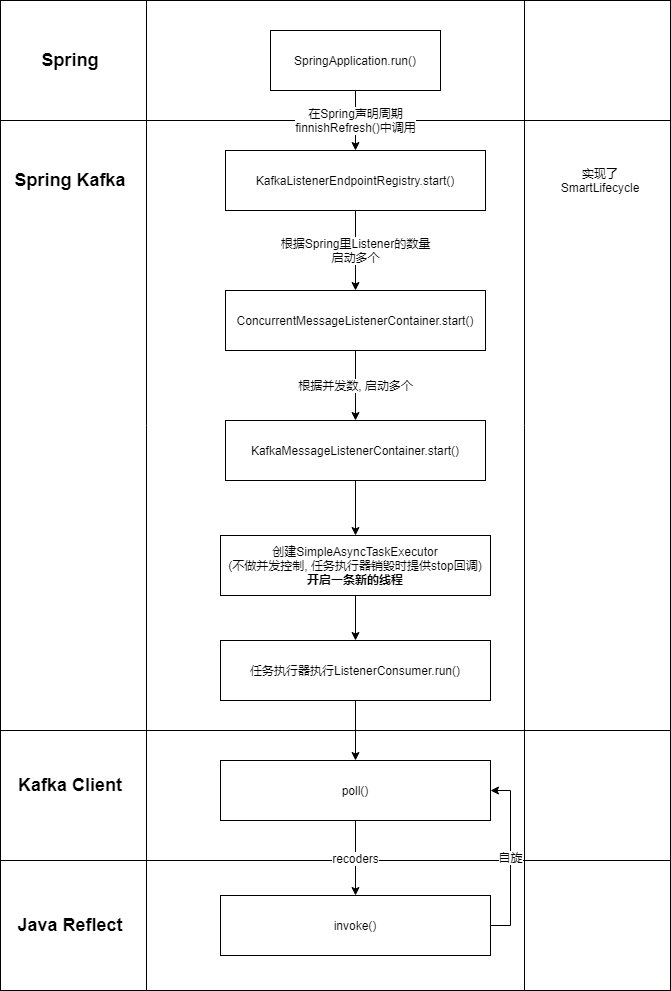 Spring
SpringApplication.run()
在Spring声明周期
finnishRefresh()中调用
Spring Kafka
KafkaListenerEndpointRegistry.start()
实现了
SmartLifecycle
根据Spring里Listener的数量
启动多个
ConcurrentMessageListenerContainer.start()
根据并发数, 启动多个
KafkaMessageListenerContainer.start()
创建SimpleAsyncTaskExecutor
(不做并发控制, 任务执行器销毁时提供stop回调)
开启一条新的线程
任务执行器执行ListenerConsumer.run()
Kafka Client
poll()
recoders
自旋
Java Reflect
invoke()